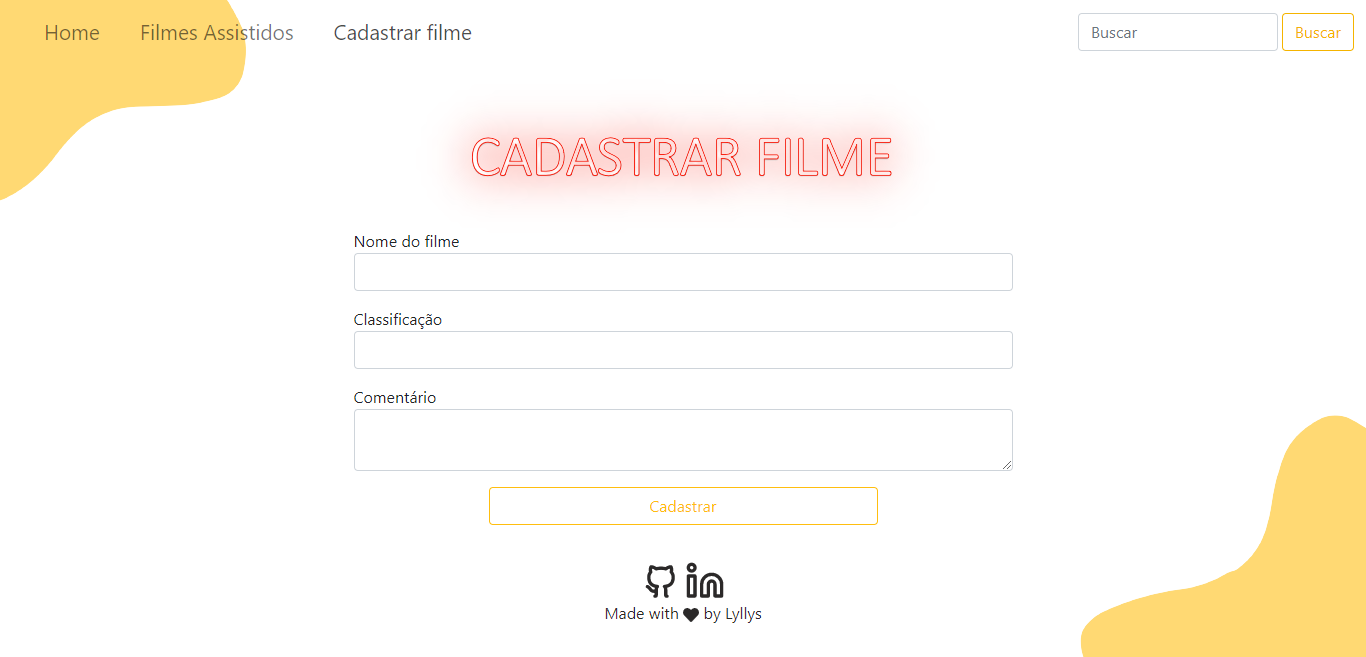 Home Filmes Assistidos Cadastrar filme Buscar Buscar
CADASTRAR FILME
Nome do filme
Classificação
Comentário
Cadastrar
Made with ❤ by Lyllys